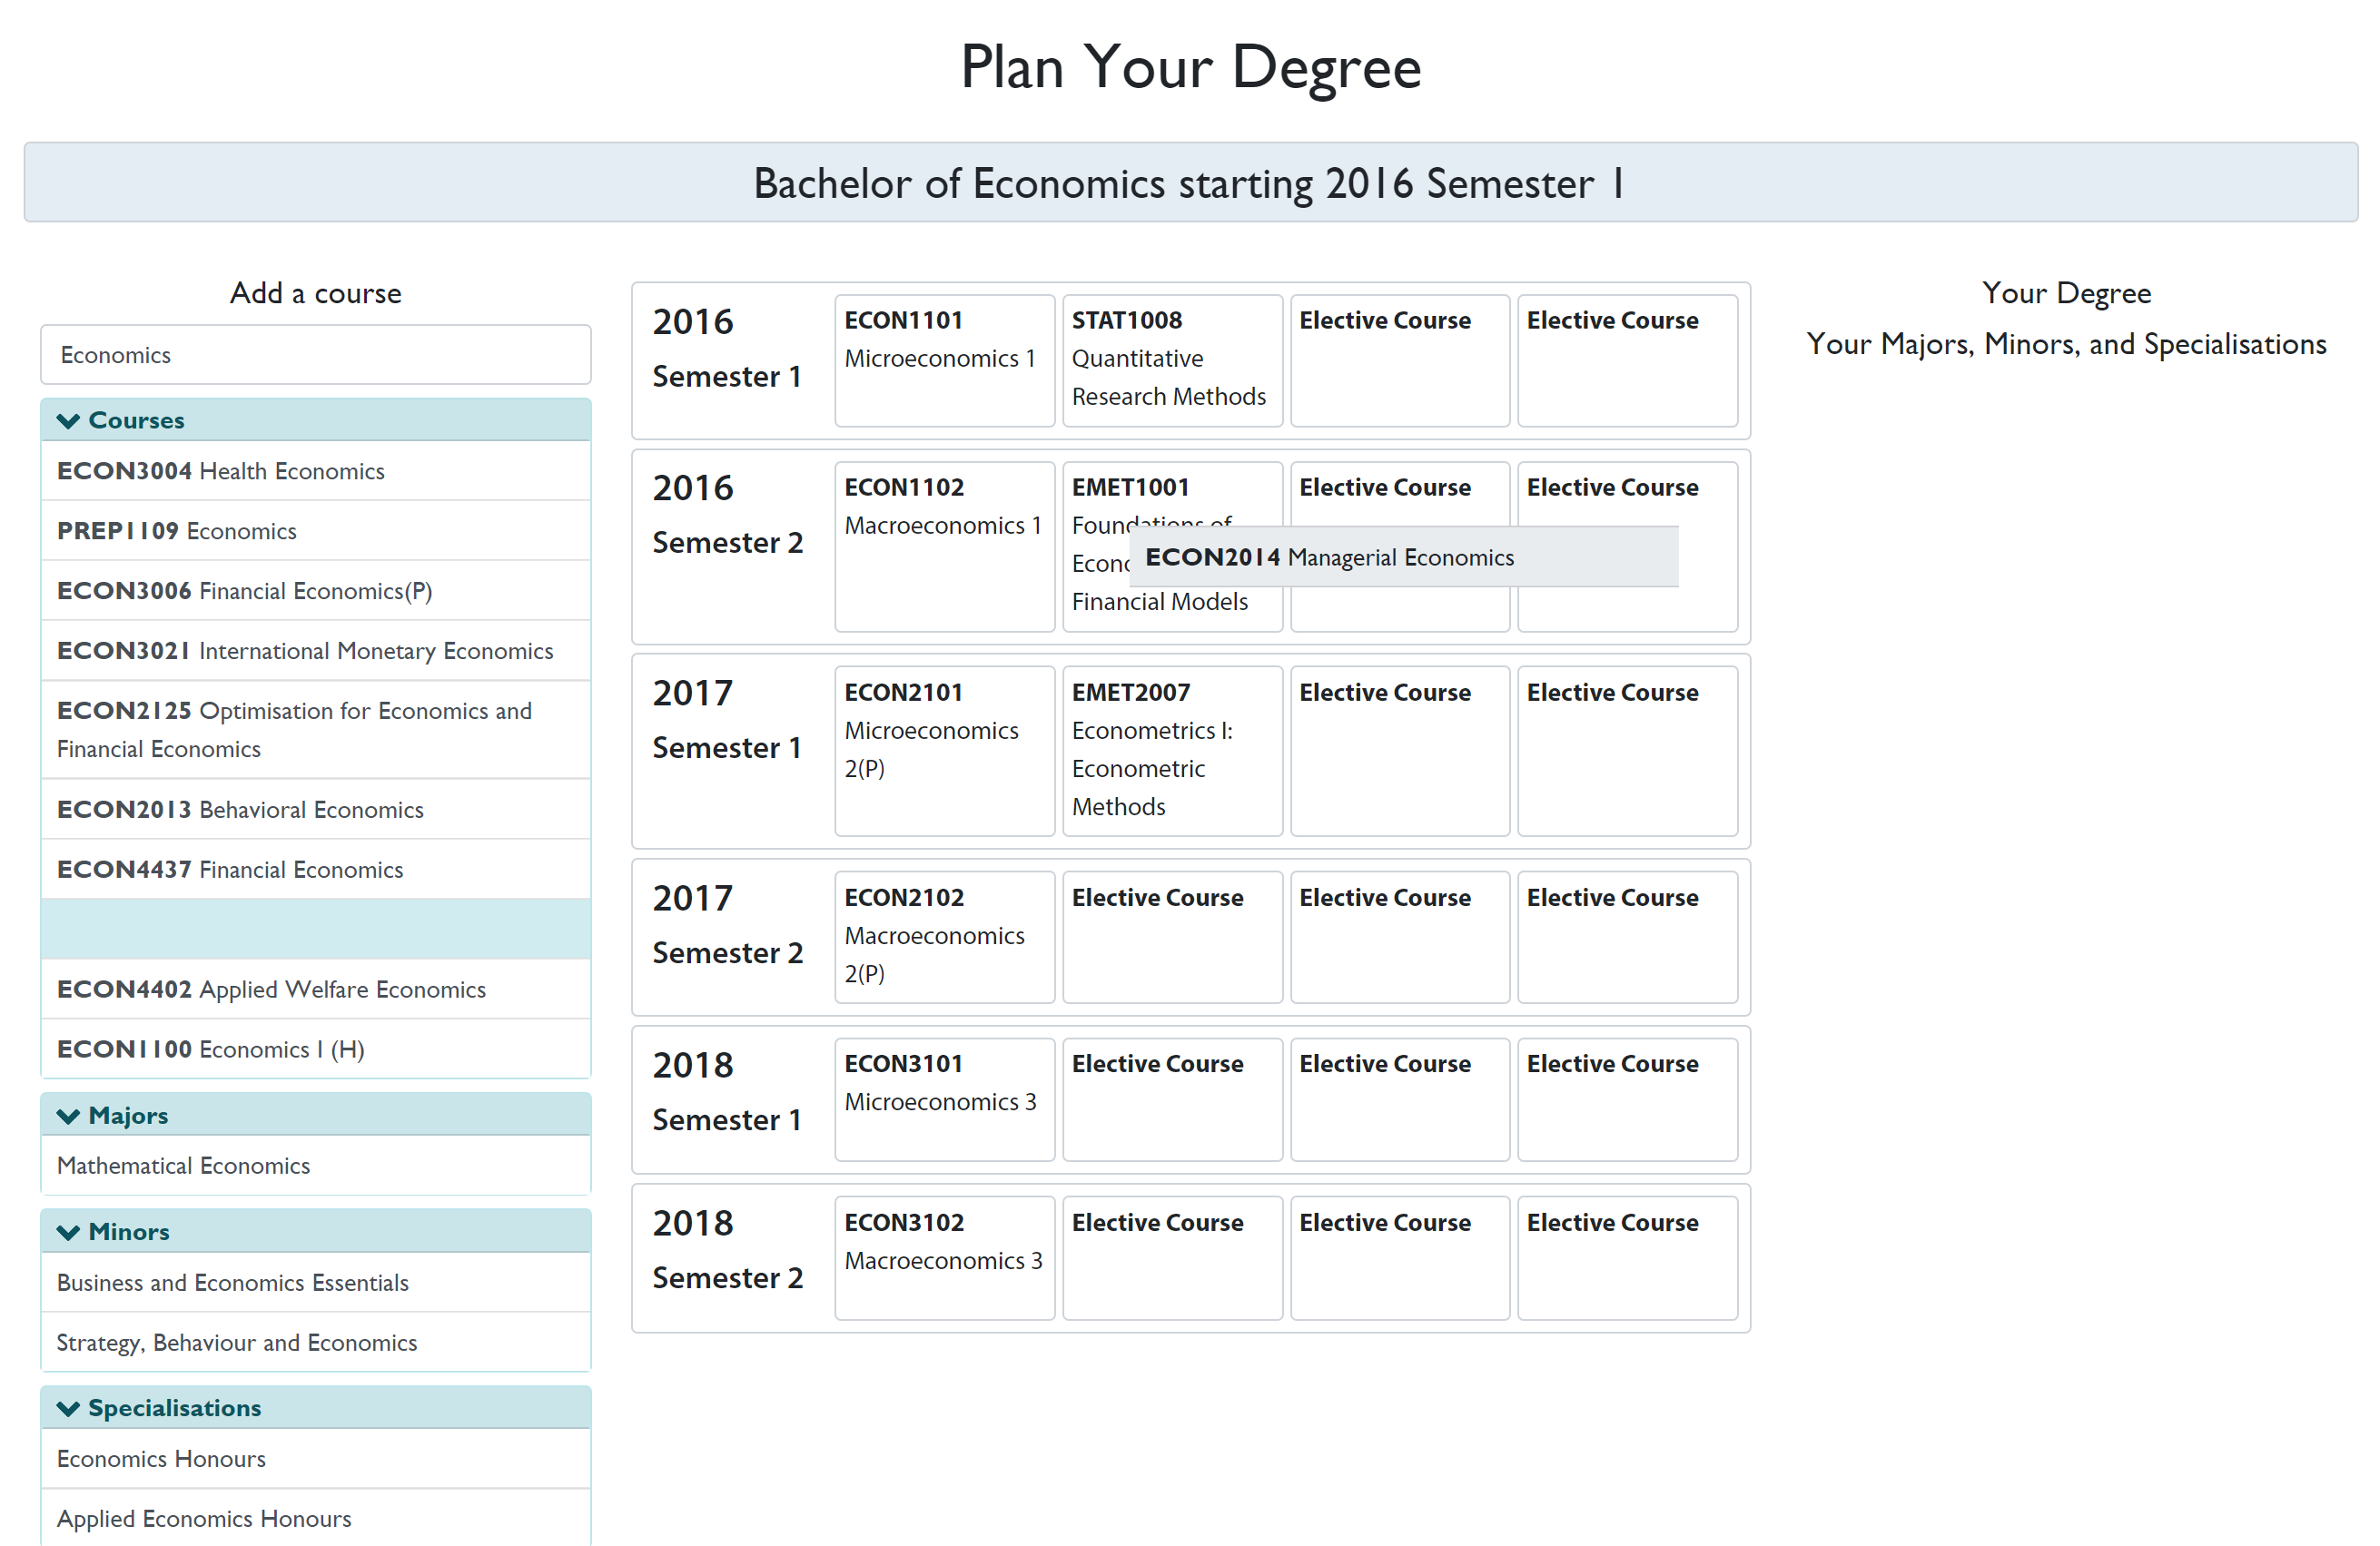 Plan Your Degree
Bachelor of Economics starting 2016 Semester 1
Add a course
Economics
Courses
ECON3004 Health Economics
PREP1109 Economics
ECON3006 Financial Economics(P)
ECON3021 International Monetary Economics
ECON2125 Optimisation for Economics and
Financial Economics
ECON2013 Behavioral Economics
ECON4437 Financial Economics
ECON4402 Applied Welfare Economics
ECON1100 Economics I (H)
Majors
Mathematical Economics
Minors
Business and Economics Essentials
Strategy, Behaviour and Economics
Specialisations
Economics Honours
Applied Economics Honours
2016
Semester 1
ECON1101
Microeconomics 1
STAT1008
Quantitative
Research Methods
Elective Course
Elective Course
2016
Semester 2
ECON1102
Macroeconomics 1
EMET1001
Foundations of
Financial Models
Elective Course
Elective Course
ECON2014 Managerial Economics
2017
Semester 1
ECON2101
Microeconomics
2(P)
EMET2007
Econometrics I:
Econometric
Methods
Elective Course
Elective Course
2017
Semester 2
ECON2102
Macroeconomics
2(P)
Elective Course
Elective Course
Elective Course
2018
Semester 1
ECON3101
Microeconomics 3
Elective Course
Elective Course
Elective Course
2018
Semester 2
ECON3102
Macroeconomics 3
Elective Course
Elective Course
Elective Course
Your Degree
Your Majors, Minors, and Specialisations